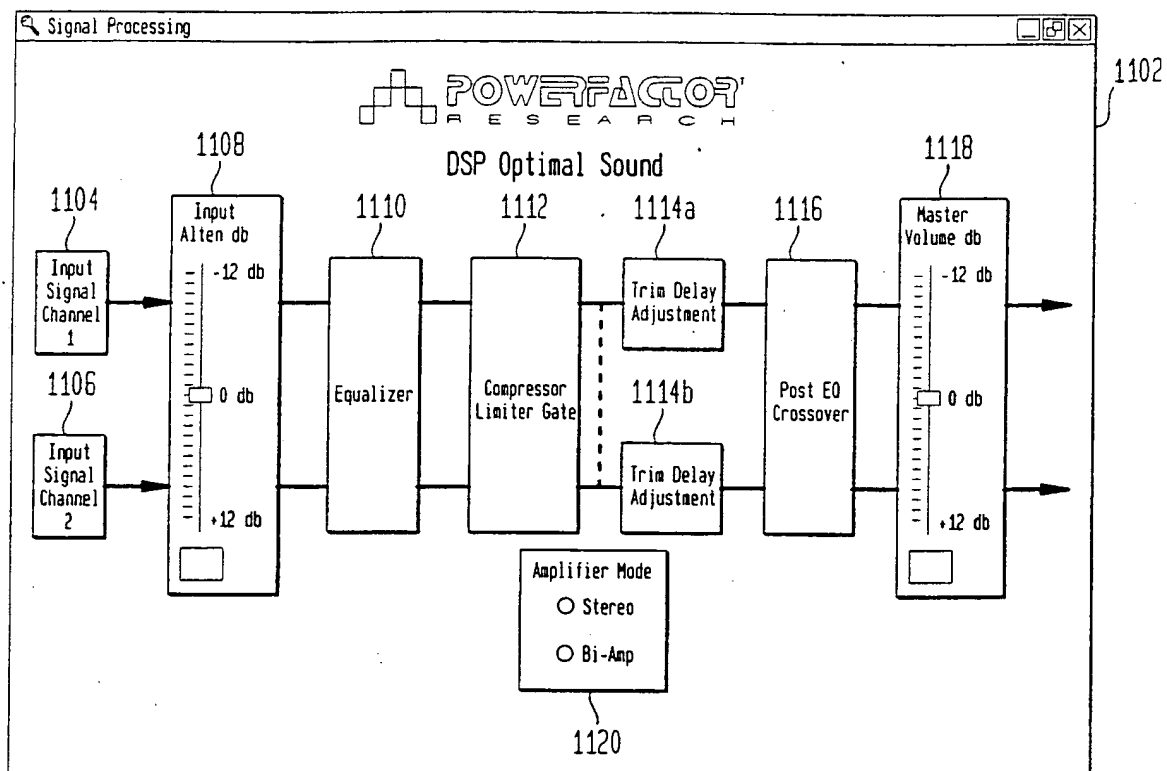 Signal Processing
1102
POWERFACTOR
RESEARCH
DSP Optimal Sound
1108
1118
1104
1110
1112
1114a
1116
Input
Alten db
Master
Volume db
Input
Signal
Channel
1
-12 db
-12 db
Trim Delay
Adjustment
1106
0 db
Equalizer
Compressor
Limiter Gate
1114b
Post EQ
Crossover
0 db
Input
Signal
Channel
2
Trim Delay
Adjustment
+12 db
+12 db
Amplifier Mode
Stereo
Bi-Amp
1120